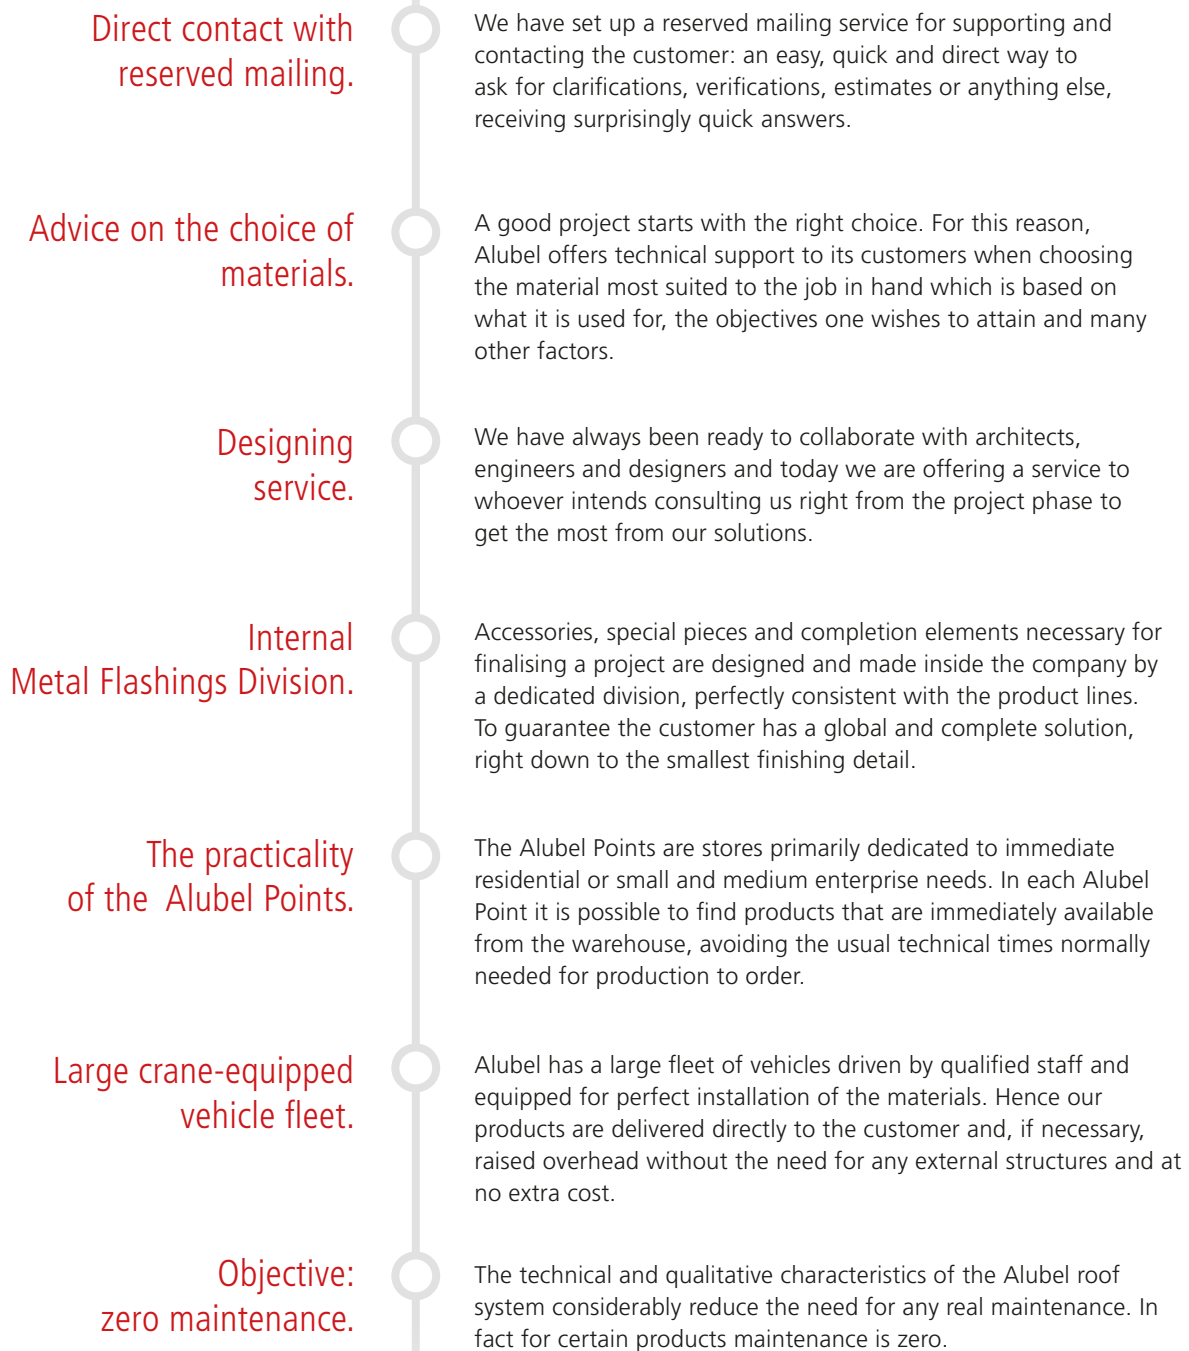 Direct contact with
reserved mailing.
We have set up a reserved mailing service for supporting and
contacting the customer: an easy, quick and direct way to
ask for clarifications, verifications, estimates or anything else,
receiving surprisingly quick answers.
Advice on the choice of
materials.
A good project starts with the right choice. For this reason,
Alubel offers technical support to its customers when choosing
the material most suited to the job in hand which is based on
what it is used for, the objectives one wishes to attain and many
other factors.
Designing
service.
We have always been ready to collaborate with architects,
engineers and designers and today we are offering a service to
whoever intends consulting us right from the project phase to
get the most from our solutions.
Internal
Metal Flashings Division.
Accessories, special pieces and completion elements necessary for
finalising a project are designed and made inside the company by
a dedicated division, perfectly consistent with the product lines.
To guarantee the customer has a global and complete solution,
right down to the smallest finishing detail.
The practicality
of the Alubel Points.
The Alubel Points are stores primarily dedicated to immediate
residential or small and medium enterprise needs. In each Alubel
Point it is possible to find products that are immediately available
from the warehouse, avoiding the usual technical times normally
needed for production to order.
Large crane-equipped
vehicle fleet.
Alubel has a large fleet of vehicles driven by qualified staff and
equipped for perfect installation of the materials. Hence our
products are delivered directly to the customer and, if necessary,
raised overhead without the need for any external structures and at
no extra cost.
Objective:
zero maintenance.
The technical and qualitative characteristics of the Alubel roof
system considerably reduce the need for any real maintenance. In
fact for certain products maintenance is zero.